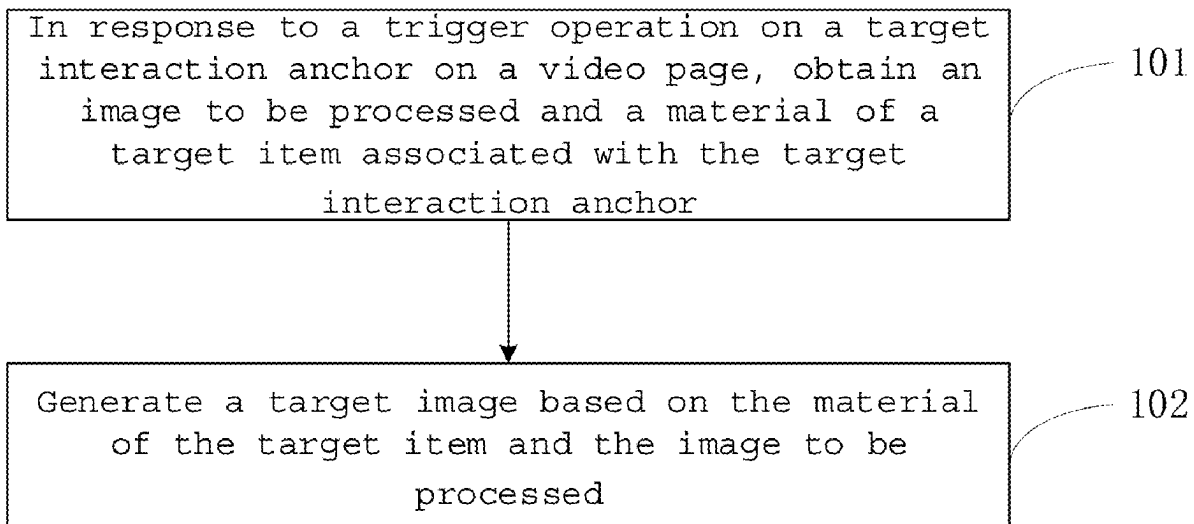 In response to a trigger operation on a target
interaction anchor on a video page, obtain an
image to be processed and a material of a
target item associated with the target
interaction anchor
101
Generate a target image based on the material
of the target item and the image to be
processed
102